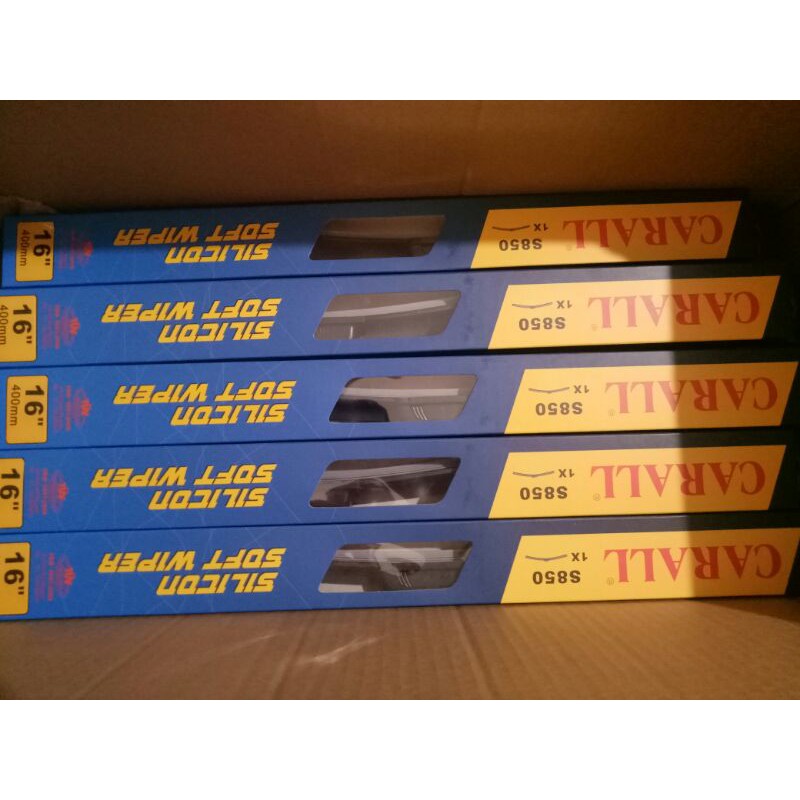 CARALL®
S850
1X
SILICON
SOFT WIPER
16"
400mm
CARALL®
S850
1X
SILICON
SOFT WIPER
16"
400mm
CARALL®
S850
1X
SILICON
SOFT WIPER
16"
400mm
CARALL®
S850
1X
SILICON
SOFT WIPER
16"
CARALL®
S850
1X
SILICON
SOFT WIPER
16"